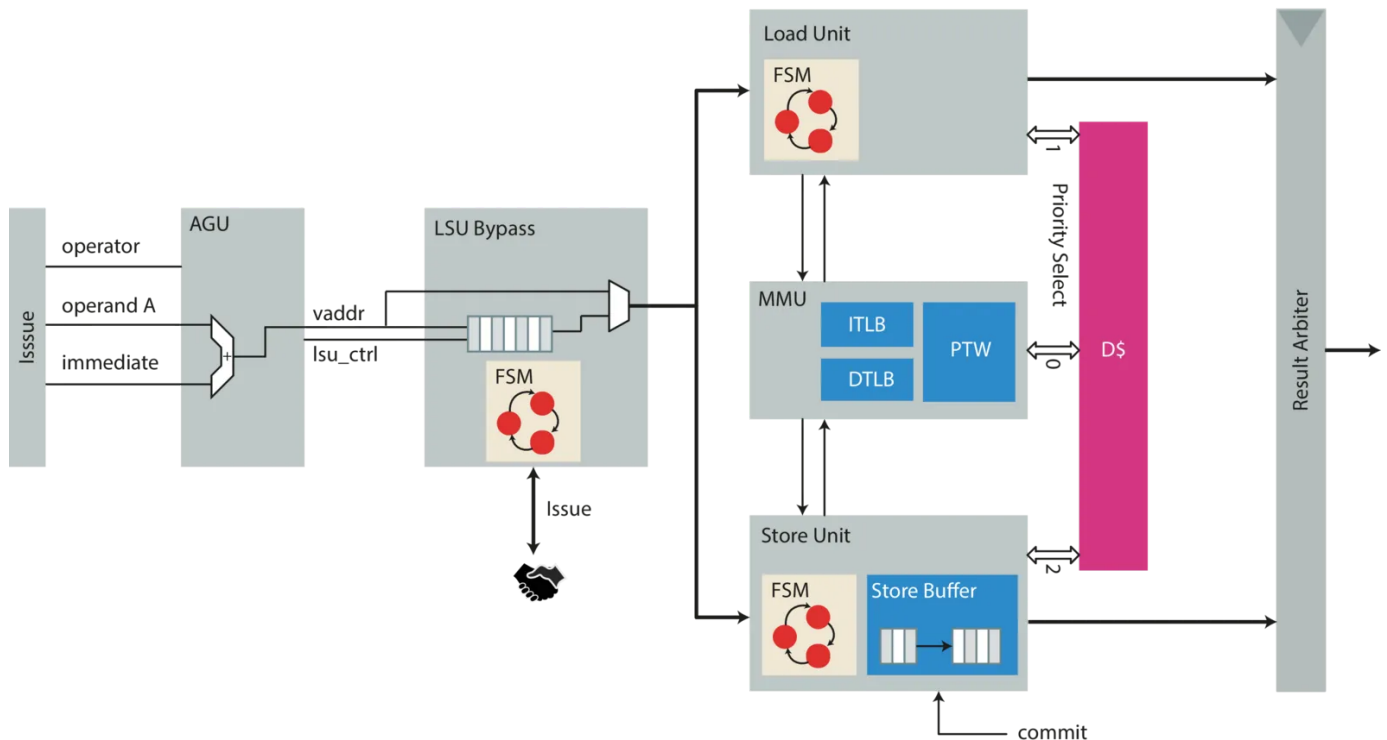 Isssue
operator
operand A
immediate
AGU
+
vaddr
lsu_ctrl
LSU Bypass
FSM
Issue
Load Unit
FSM
MMU
ITLB
DTLB
PTW
Store Unit
FSM
Store Buffer
commit
1
Priority Select
0
2
D$
Result Arbiter